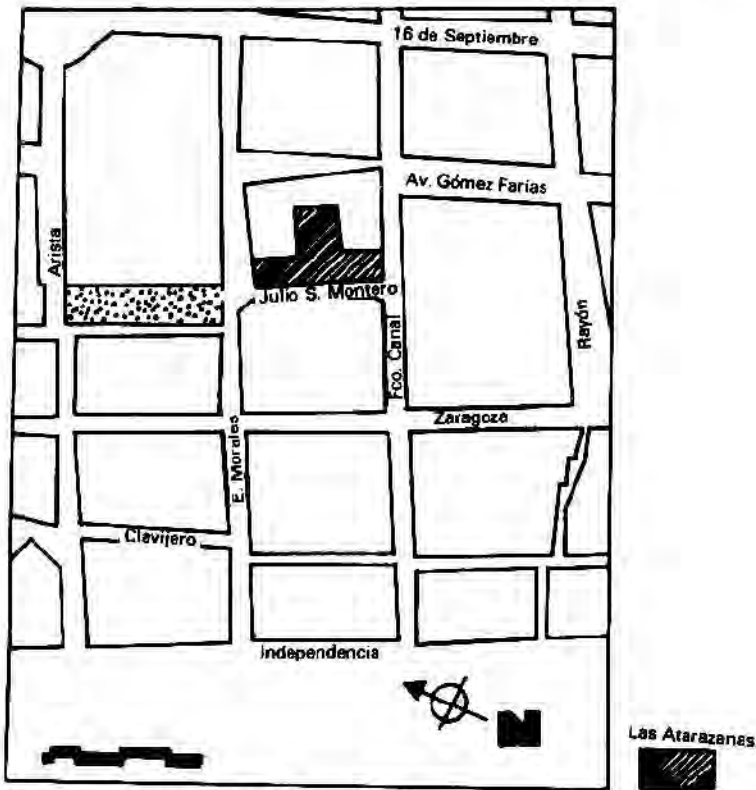 16 de Septiembre
Av. Gómez Farías
Arista
Julio S. Montero
Fco. Canal
Rayón
Zaragoza
E. Morales
Clavijero
Independencia
N
Las Atarazanas